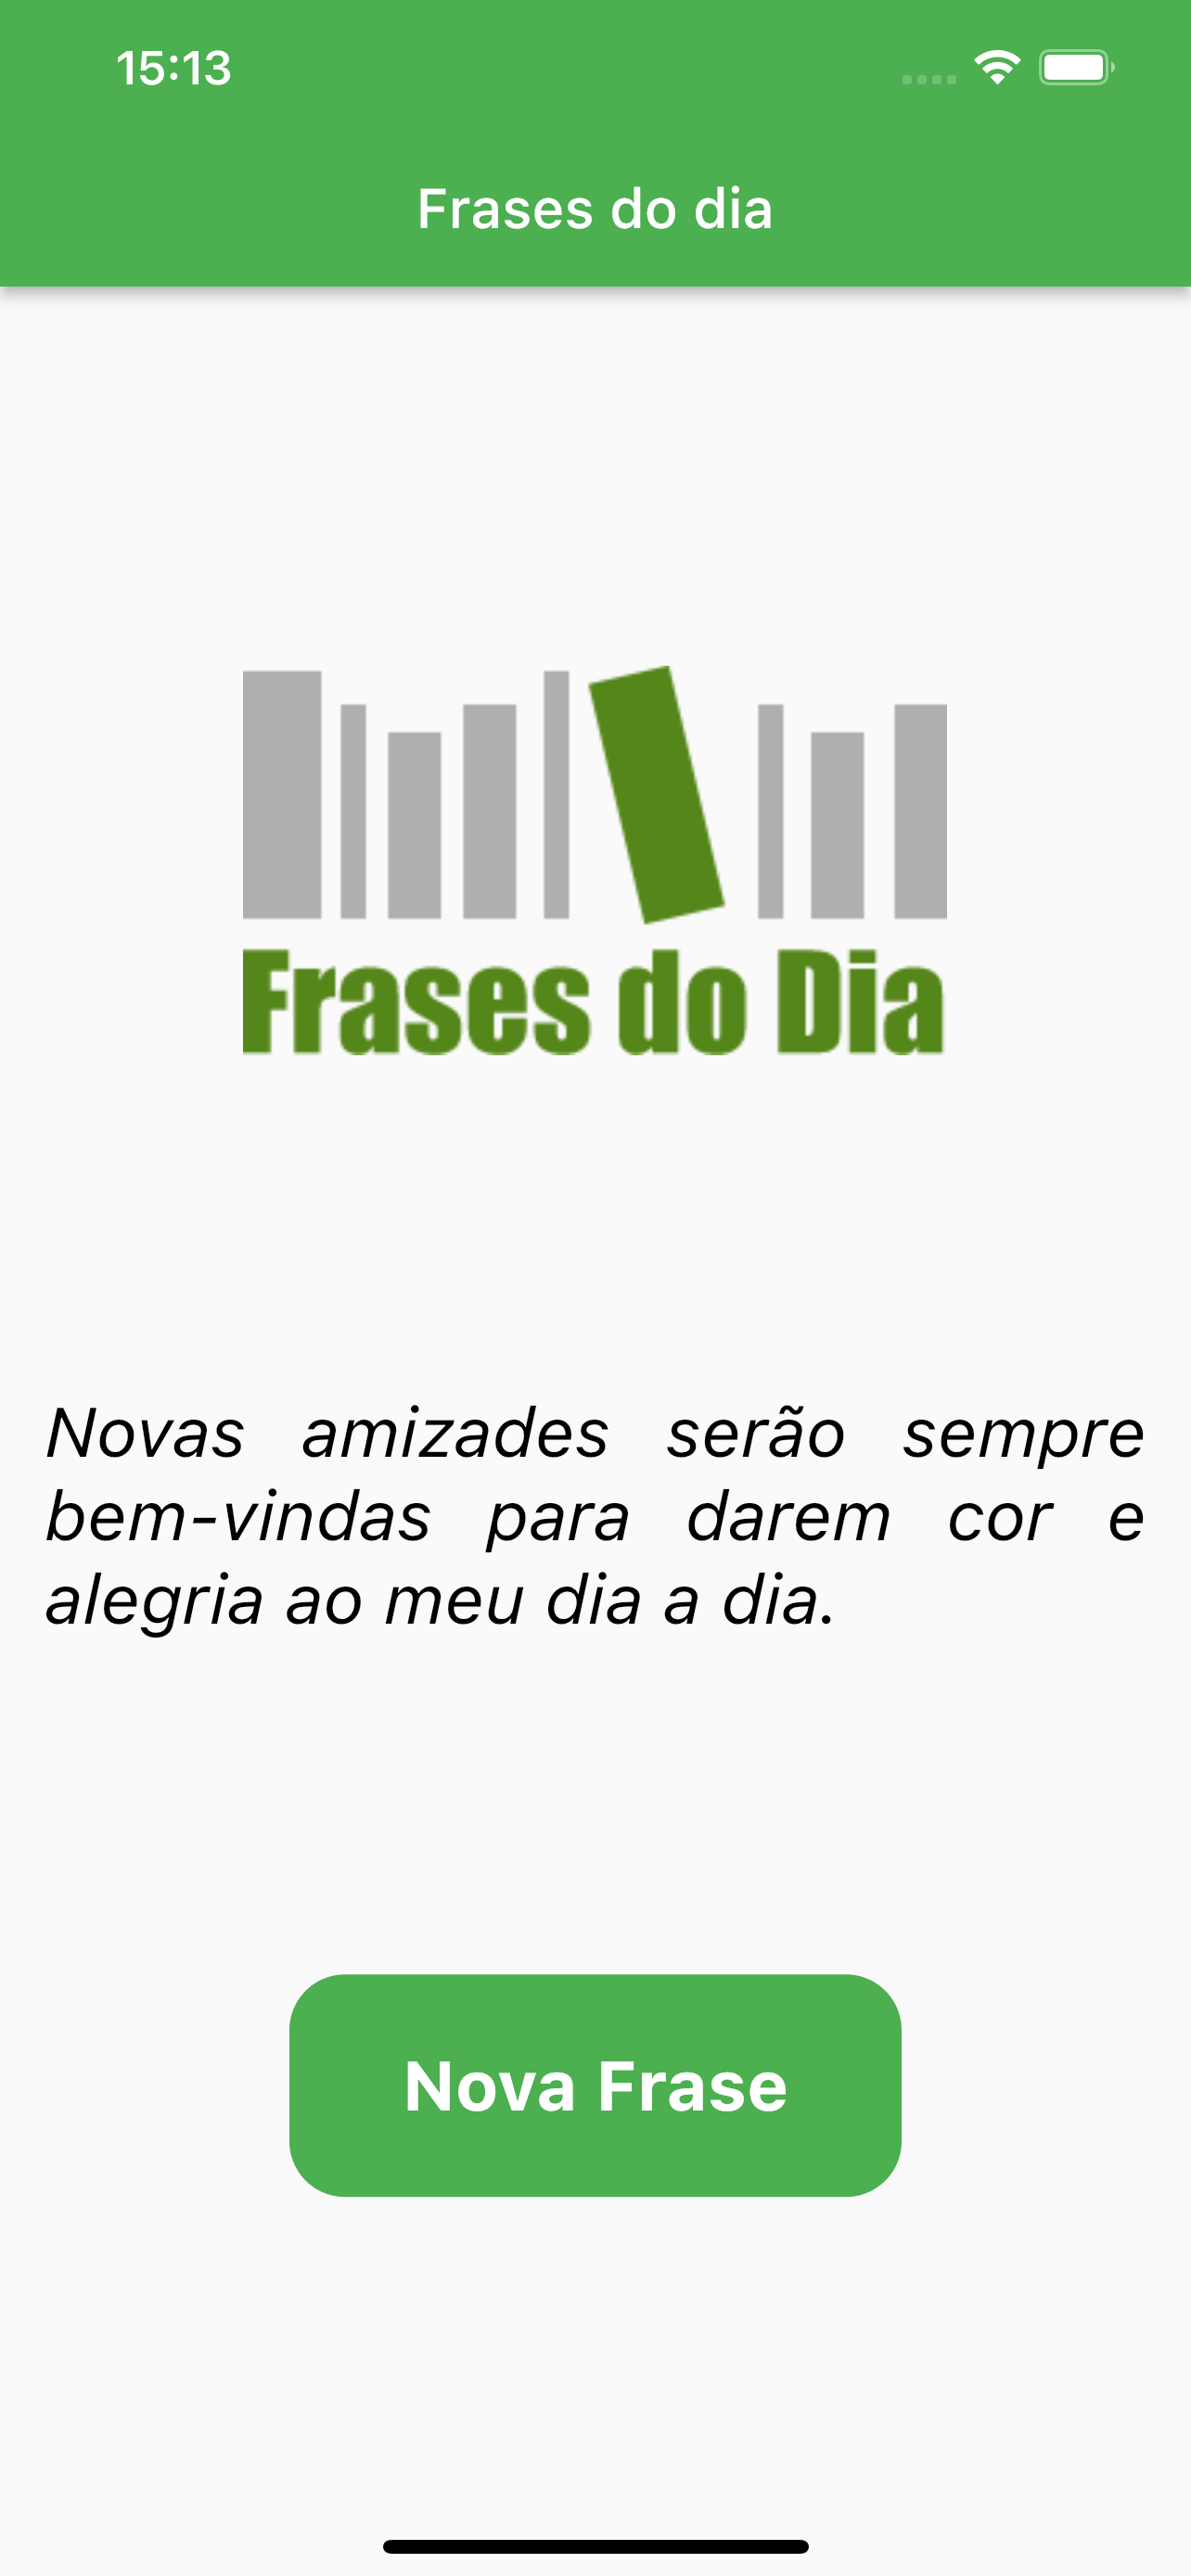 15:13
Frases do dia
Frases do Dia
Novas amizades serão sempre
bem-vindas para darem cor e
alegria ao meu dia a dia.
Nova Frase